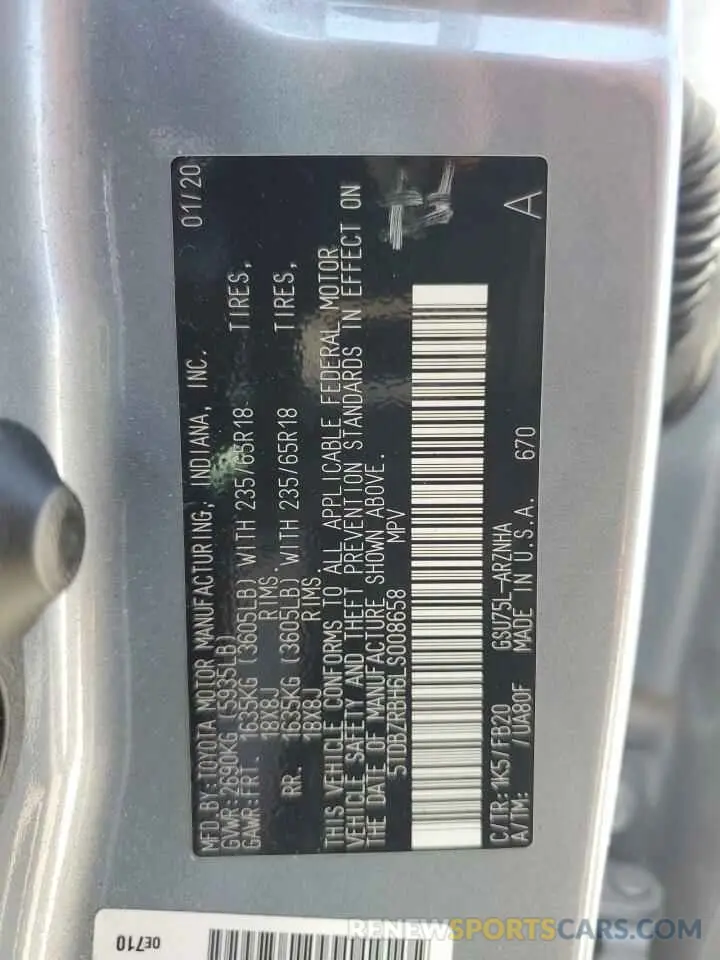 MFD BY:TOYOTA MOTOR MANUFACTURING, INDIANA, INC. 01/20
GVWR:2690KG (5935LB)
GAWR:FRT. 1635KG (3605LB) WITH 235/65R18 TIRES,
18X8J RIMS.
RR. 1635KG (3605LB) WITH 235/65R18 TIRES,
18X8J RIMS.
THIS VEHICLE CONFORMS TO ALL APPLICABLE FEDERAL MOTOR
VEHICLE SAFETY AND THEFT PREVENTION STANDARDS IN EFFECT ON
THE DATE OF MANUFACTURE SHOWN ABOVE.
5TDBZRBH6LS008658 MPV
C/TR:1K5/FB20 GSU75L-ARZNHA 670 A
A/TM: /UA80F MADE IN U.S.A.
0E710
RENEWSPORTCARS.COM